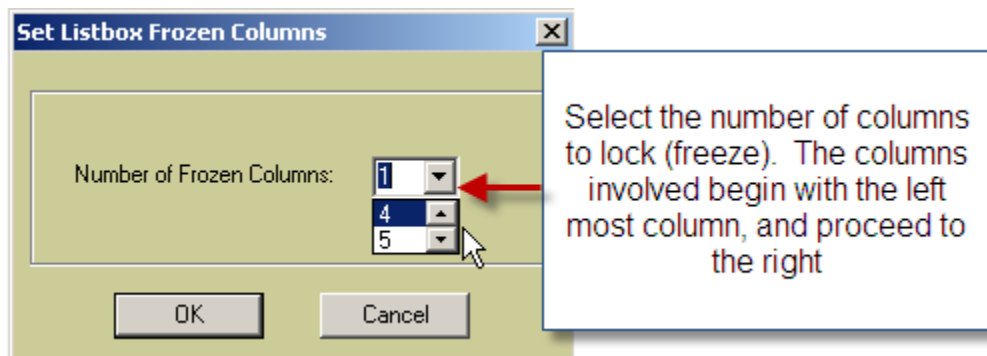 Set Listbox Frozen Columns
Number of Frozen Columns: 1
4
5
OK Cancel
Select the number of columns
to lock (freeze).  The columns
involved begin with the left
most column, and proceed to
the right